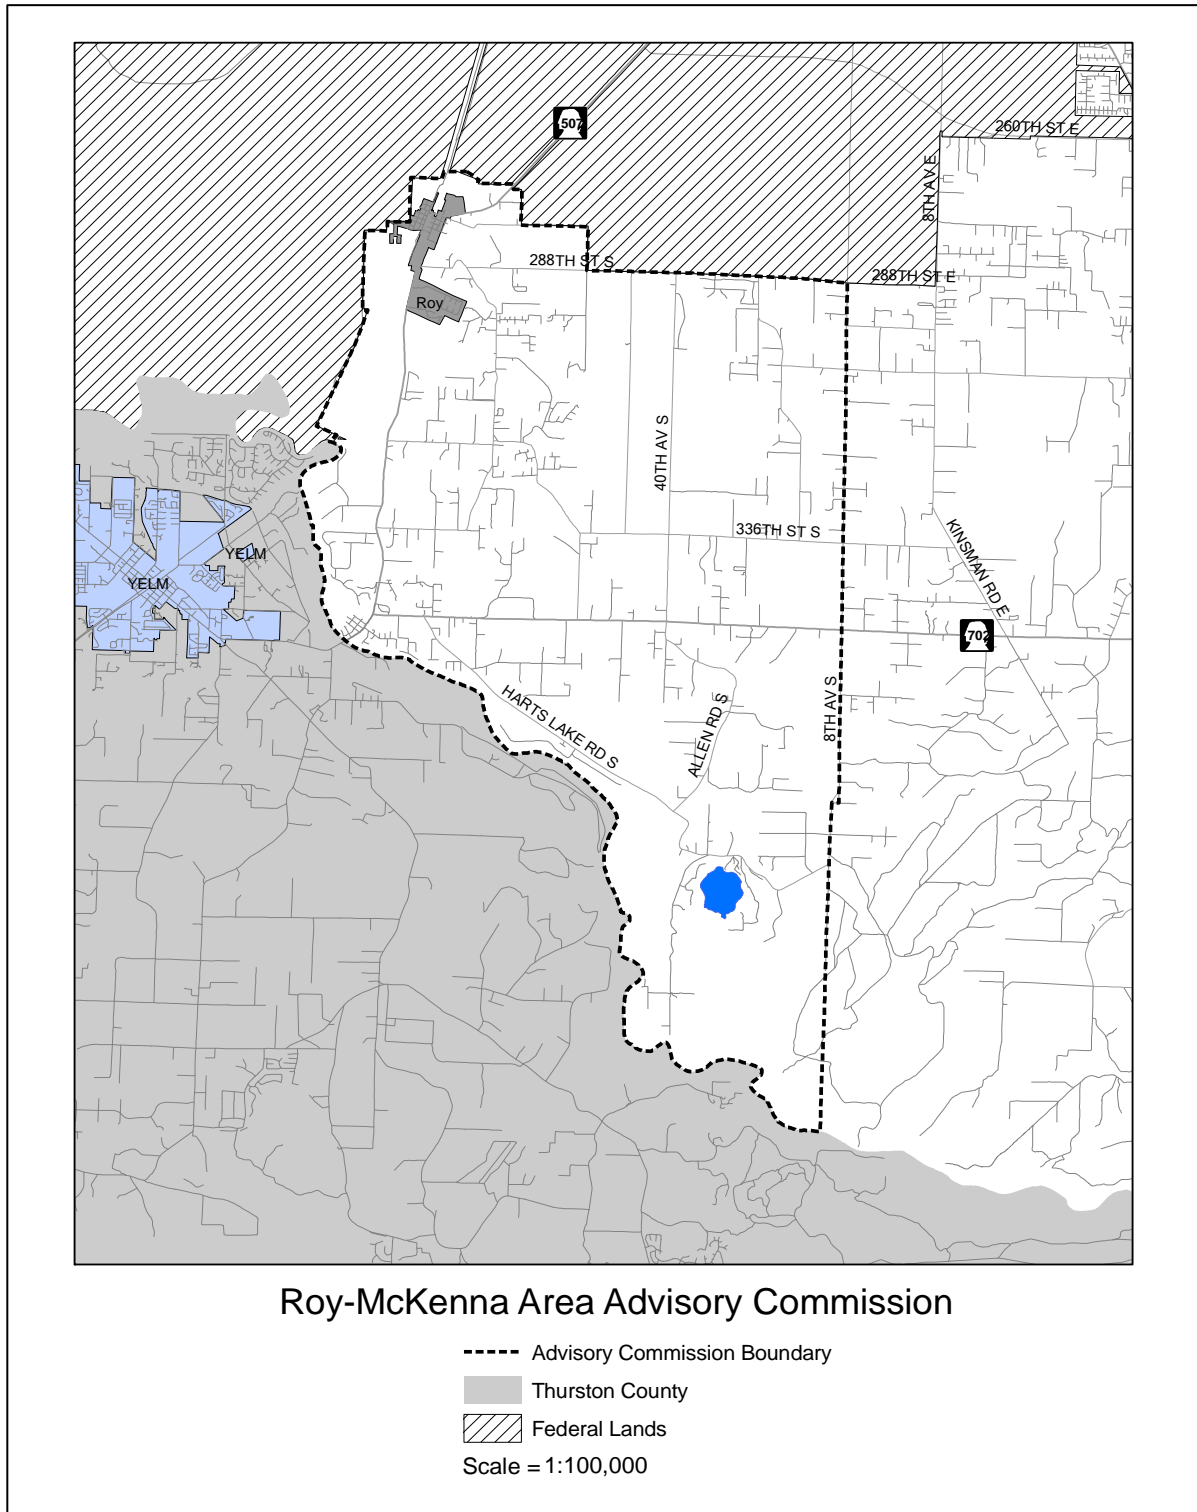 507
260TH ST E
8TH AV E
288TH ST S
288TH ST E
Roy
40TH AV S
336TH ST S
KINSMAN RD E
YELM
YELM
702
HARTS LAKE RD S
ALLEN RD S
8TH AV S
Roy-McKenna Area Advisory Commission
Advisory Commission Boundary
Thurston County
Federal Lands
Scale = 1:100,000